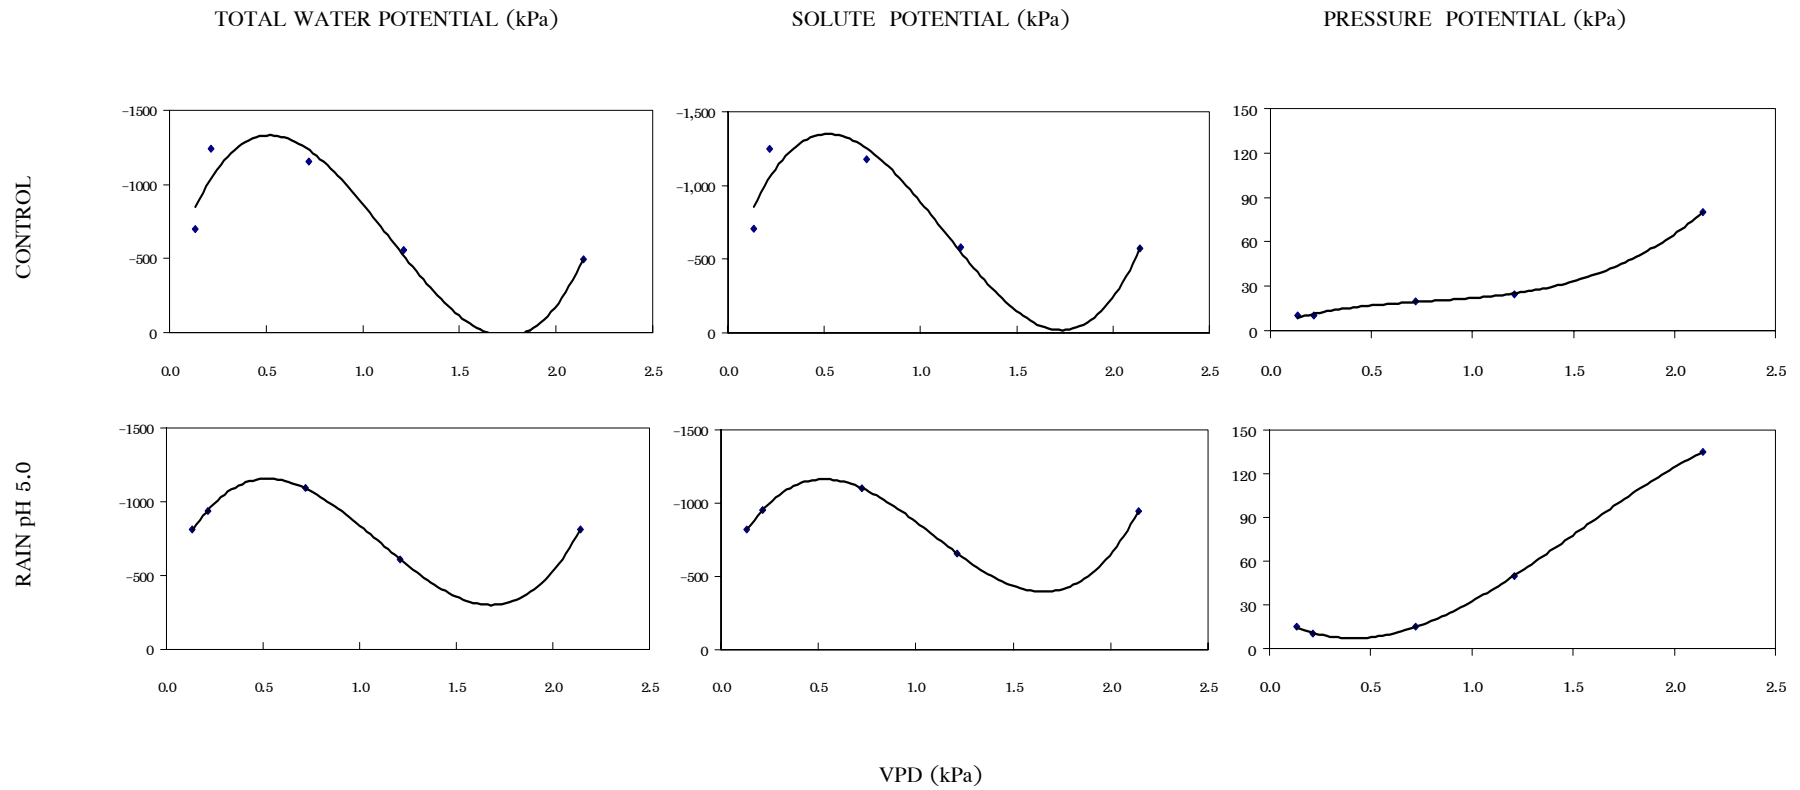 TOTAL WATER POTENTIAL (kPa) SOLUTE POTENTIAL (kPa) PRESSURE POTENTIAL (kPa)
CONTROL
-1500
-1000
-500
0
0.0 0.5 1.0 1.5 2.0 2.5
-1,500
-1,000
-500
0
0.0 0.5 1.0 1.5 2.0 2.5
150
120
90
60
30
0
0.0 0.5 1.0 1.5 2.0 2.5
RAIN pH 5.0
-1500
-1000
-500
0
0.0 0.5 1.0 1.5 2.0 2.5
-1500
-1000
-500
0
0.0 0.5 1.0 1.5 2.0 2.5
150
120
90
60
30
0
0.0 0.5 1.0 1.5 2.0 2.5
VPD (kPa)